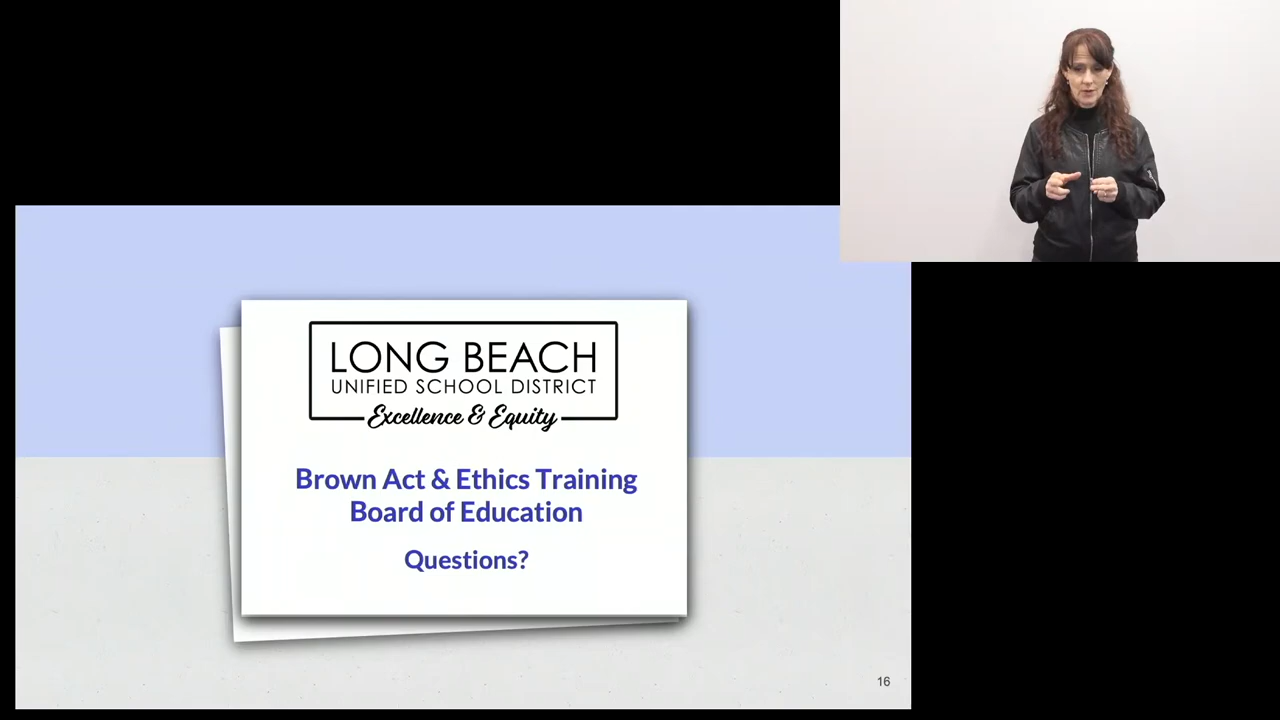 LONG BEACH
UNIFIED SCHOOL DISTRICT
Excellence & Equity
Brown Act & Ethics Training
Board of Education
Questions?
16